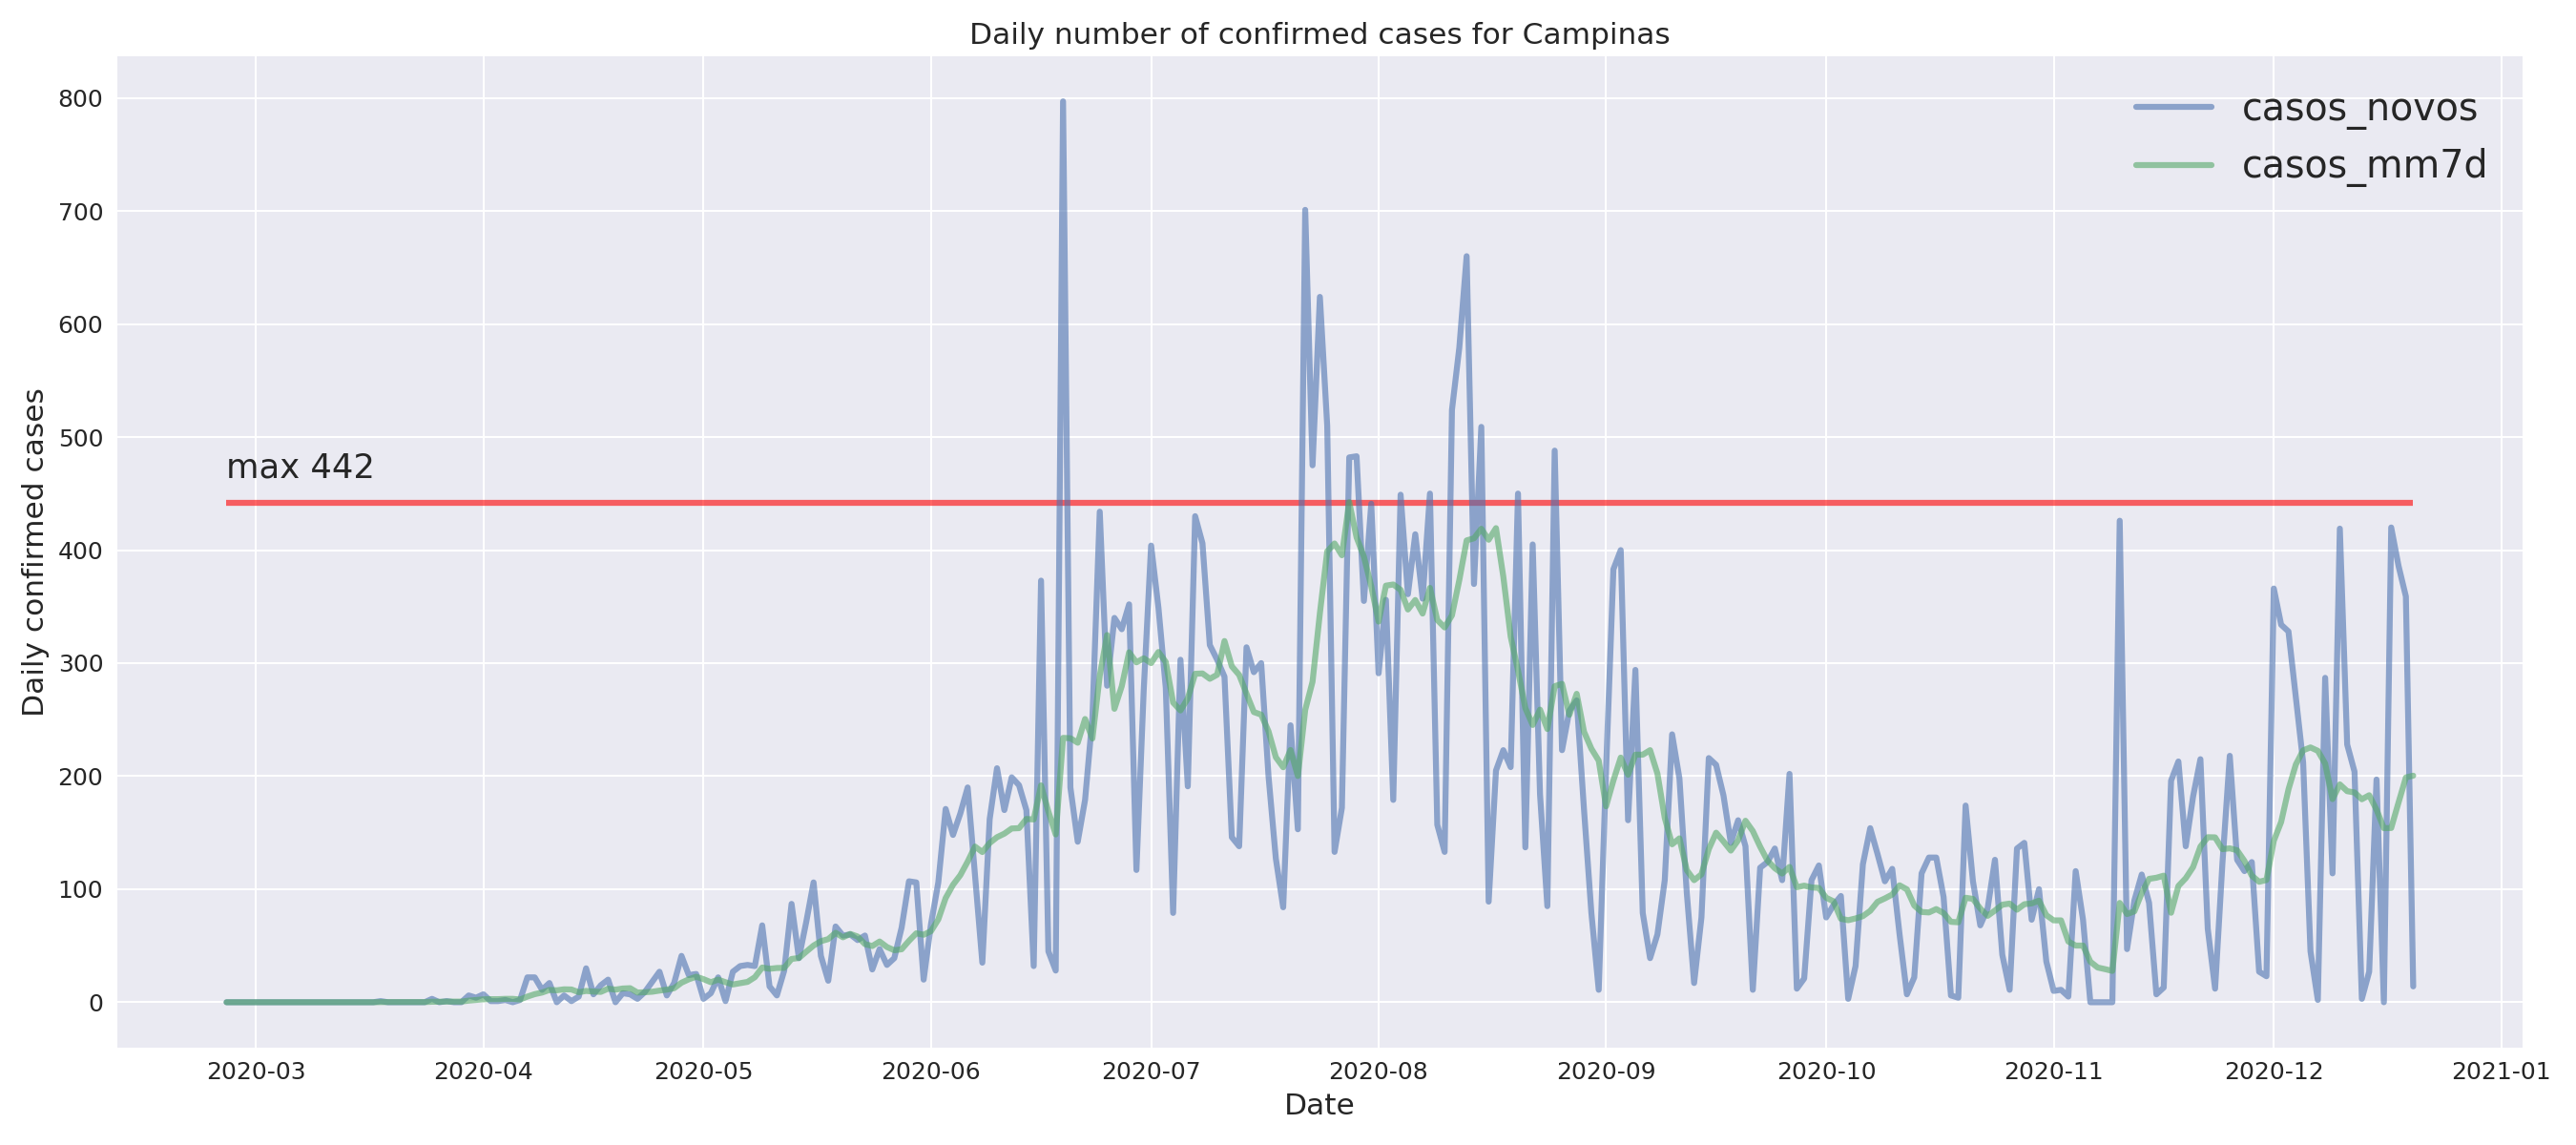 Daily number of confirmed cases for Campinas
casos_novos
casos_mm7d
800
700
600
500
400
300
200
100
0
Daily confirmed cases
max 442
2020-03 2020-04 2020-05 2020-06 2020-07 2020-08 2020-09 2020-10 2020-11 2020-12 2021-01
Date